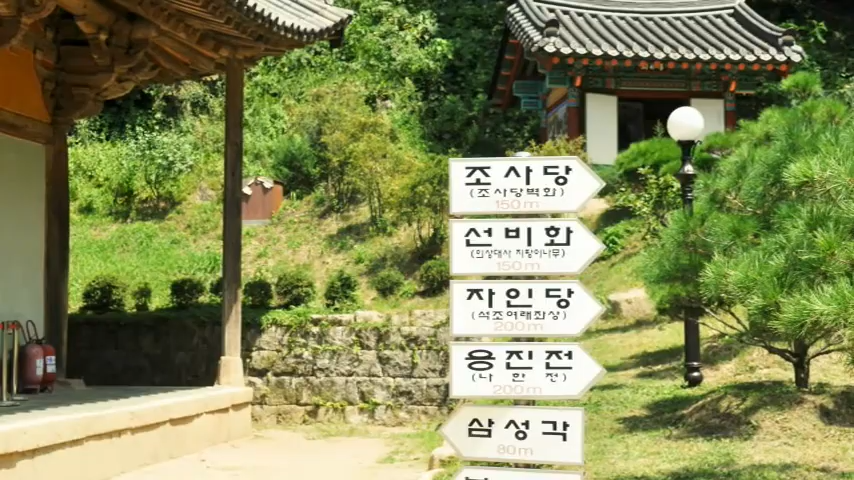 조사당
(조사당벽화)
150m
선비화
(의상대사 지팡이나무)
150m
자인당
(석조여래좌상)
200m
응진전
(나한전)
200m
삼성각
80m